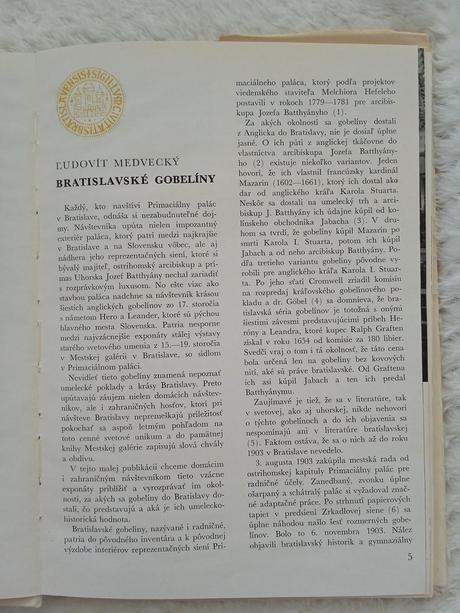 SIGILLVM CIVITATIS BRATISLAVENSIS
ĽUDOVÍT MEDVECKÝ
BRATISLAVSKÉ GOBELÍNY
Každý, kto navštívi Primaciálny palác
v Bratislave, odnáša si nezabudnuteľné doj-
my. Návštevníka upúta nielen impozantný
exteriér paláca, ktorý patrí medzi najkrajšie
v Bratislave a na Slovensku vôbec, ale aj
nádhera jeho reprezentačných siení, ktoré si
bývalý majiteľ, ostrihomský arcibiskup a pri-
mas Uhorska Jozef Batthyány nechal zariadiť
s rozprávkovým luxusom. No ešte viac ako
stavbou paláca nadchne sa návštevník krásou
šiestich anglických gobelínov zo 17. storočia
s námetom Hero a Leander, ktoré sú pýchou
hlavného mesta Slovenska. Patria nesporne
medzi najvzácnejšie exponáty stálej výstavy
starého svetového umenia z 15.—19. storočia
v Mestskej galérii v Bratislave, so sídlom
v Primaciálnom paláci.
Nevidieť tieto gobelíny znamená nepoznať
umelecké poklady a krásy Bratislavy. Preto
upútavajú záujem nielen domácich návštev-
níkov, ale i zahraničných hosťov, ktorí pri
návšteve Bratislavy nepremeškajú príležitosť
pokochať sa aspoň letmým pohľadom na
toto cenné svetové unikum a do pamätnej
knihy Mestskej galérie zapisujú slová chvály
a obdivu.
V tejto malej publikácii chceme domácim
i zahraničným návštevníkom tieto vzácne
exponáty priblížiť a vyrozprávať im okol-
nosti, za akých sa gobelíny do Bratislavy do-
stali, čo predstavujú a aká je ich umelecko-
historická hodnota.
Bratislavské gobelíny, nazývané i radničné,
patria do pôvodného inventára a k pôvodnej
výzdobe interiérov reprezentačných siení Pri-
maciálneho paláca, ktorý podľa projektov
viedenského staviteľa Melchiora Hefeleho
postavili v rokoch 1779—1781 pre arcibis-
kupa Jozefa Batthyányho (1).
Za akých okolností sa gobelíny dostali
z Anglicka do Bratislavy, nie je dosiaľ úplne
jasné. O ich púti z anglickej tkáčovne do
vlastníctva arcibiskupa Jozefa Batthyány-
ho (2) existuje niekoľko variantov. Jeden
hovorí, že ich vlastnil francúzsky kardinál
Mazarin (1602—1661), ktorý ich dostal ako
dar od anglického kráľa Karola Stuarta.
Neskôr sa dostali na umelecký trh a arci-
biskup J. Batthyány ich údajne kúpil od ko-
línskeho obchodníka Jabacha (3). V dru-
hom sa tvrdí, že gobelíny kúpil Mazarin po
smrti Karola I. Stuarta, potom ich kúpil
Jabach a od neho arcibiskup Batthyány. Po-
dľa tretieho variantu gobelíny pôvodne vy-
robili pre anglického kráľa Karola I. Stuar-
ta. Po jeho sťatí Cromwell zriadil komisiu
na rozpredaj kráľovského gobelínového po-
kladu a dr. Göbel (4) sa domnieva, že bra-
tislavská séria gobelínov je totožná s onými
šiestimi závesmi predstavujúcimi príbeh He-
róny a Leandra, ktoré kupec Ralph Graften
získal v roku 1654 od komisie za 180 libier.
Svedčí vraj o tom i tá okolnosť, že táto cena
bola určená len na gobelíny bez kovových
nití, aké sú práve bratislavské. Od Graftena
ich asi kúpil Jabach a ten ich predal
Batthyánymu.
Zaujímavé je tiež, že sa v literatúre, tak
v svetovej, ako aj uhorskej, nikde nehovorí
o týchto gobelínoch a do ich objavenia sa
nespomínajú ani v literatúre bratislavskej
(5). Faktom ostáva, že sa o nich až do roku
1903 v Bratislave nevedelo.
3. augusta 1903 zakúpila mestská rada od
ostrihomskej kapituly Primaciálny palác pre
radničné účely. Zanedbaný, zvonku úplne
ošarpaný a schátralý palác si vyžadoval znač-
né adaptačné práce. Po strhnutí papierových
tapiet v predsieni Zrkadlovej siene (6) sa
úplne náhodou našlo šesť rozmerných gobe-
línov. Bolo to 6. novembra 1903. Nález
objavili bratislavský historik a gymnaziálny
5